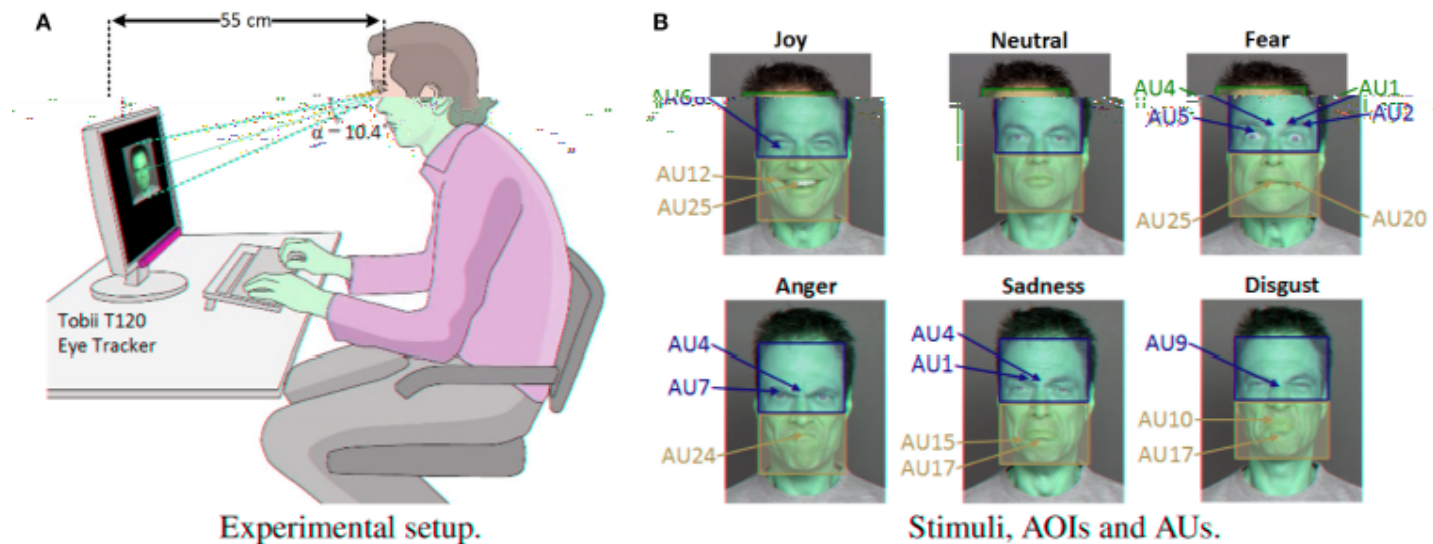 A
55 cm
α = 10.4
Tobii T120
Eye Tracker
Experimental setup.
B
Joy
AU6
AU12
AU25
Neutral
Fear
AU4
AU1
AU5
AU2
AU25
AU20
Anger
AU4
AU7
AU24
Sadness
AU4
AU1
AU15
AU17
Disgust
AU9
AU10
AU17
Stimuli, AOIs and AUs.